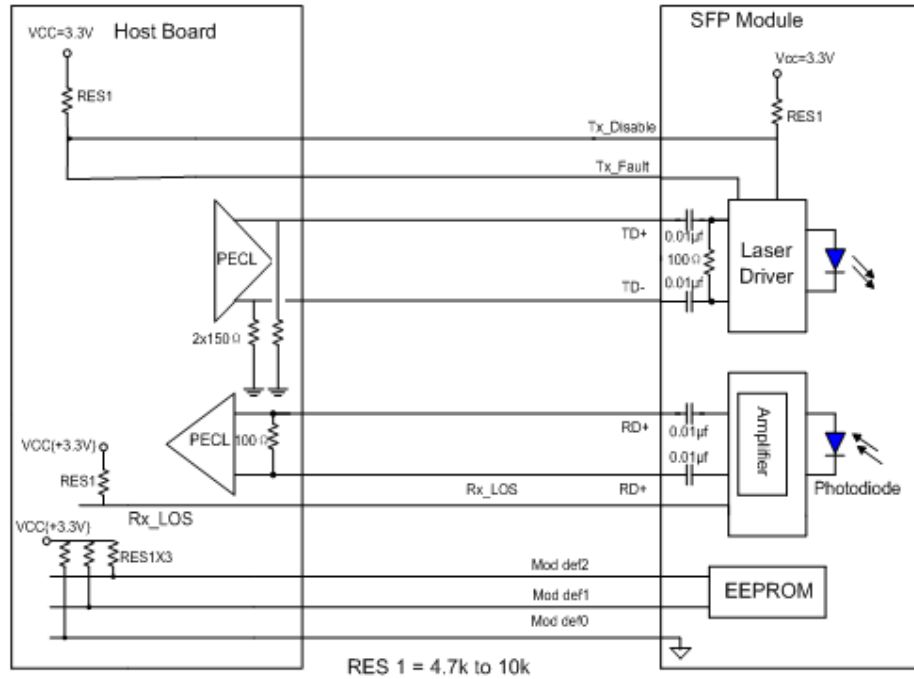 Host Board
SFP Module
VCC=3.3V
Vcc=3.3V
RES1
RES1
Tx_Disable
Tx_Fault
PECL
TD+
0.01µf
100Ω
Laser
Driver
TD-
0.01µf
2x150Ω
PECL
100Ω
RD+
0.01µf
Amplifier
VCC(+3.3V)
0.01µf
RES1
Rx_LOS
RD+
Photodiode
Rx_LOS
VCC(+3.3V)
RES1X3
Mod def2
EEPROM
Mod def1
Mod def0
RES 1 = 4.7k to 10k